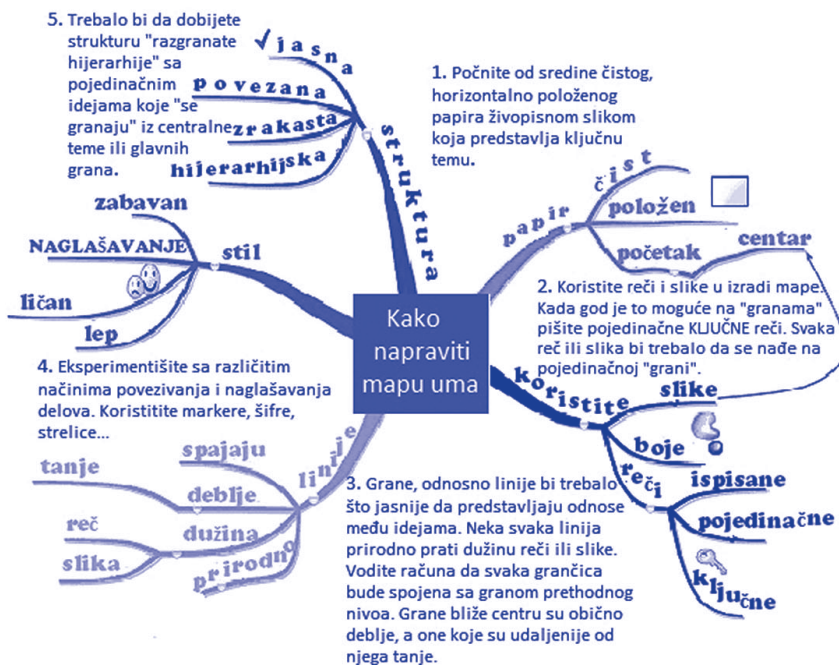 Kako
napraviti
mapu uma
1. Počnite od sredine čistog,
horizontalno položenog
papira živopisnom slikom
koja predstavlja ključnu
temu.
papir
čist
položen
početak
centar
2. Koristite reči i slike u izradi mape.
Kada god je to moguće na "granama"
pišite pojedinačne KLJUČNE reči. Svaka
reč ili slika bi trebalo da se nađe na
pojedinačnoj "grani".
koristite
slike
boje
reči
ispisane
pojedinačne
ključne
3. Grane, odnosno linije bi trebalo
što jasnije da predstavljaju odnose
među idejama. Neka svaka linija
prirodno prati dužinu reči ili slike.
Vodite računa da svaka grančica
bude spojena sa granom prethodnog
nivoa. Grane bliže centru su obično
deblje, a one koje su udaljenije od
njega tanje.
linije
spajaju
deblje
tanje
dužina
reč
slika
prirodno
4. Eksperimentišite sa različitim
načinima povezivanja i naglašavanja
delova. Koristitite markere, šifre,
strelice...
stil
zabavan
NAGLAŠAVANJE
ličan
lep
5. Trebalo bi da dobijete
strukturu "razgranate
hijerarhije" sa
pojedinačnim
idejama koje "se
granaju" iz centralne
teme ili glavnih
grana.
struktura
jasna
povezana
zrakasta
hijerarhijska